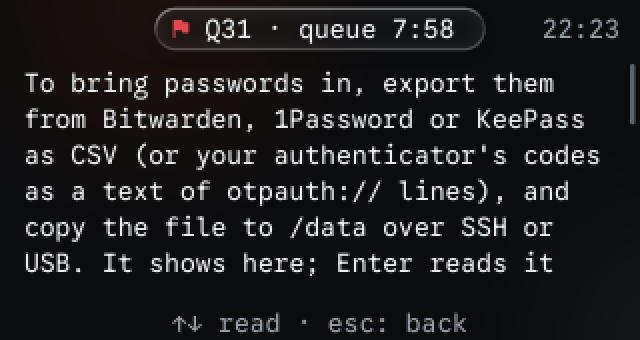 Q31 · queue 7:58
22:23
To bring passwords in, export them
from Bitwarden, 1Password or KeePass
as CSV (or your authenticator's codes
as a text of otpauth:// lines), and
copy the file to /data over SSH or
USB. It shows here; Enter reads it
↑↓ read · esc: back